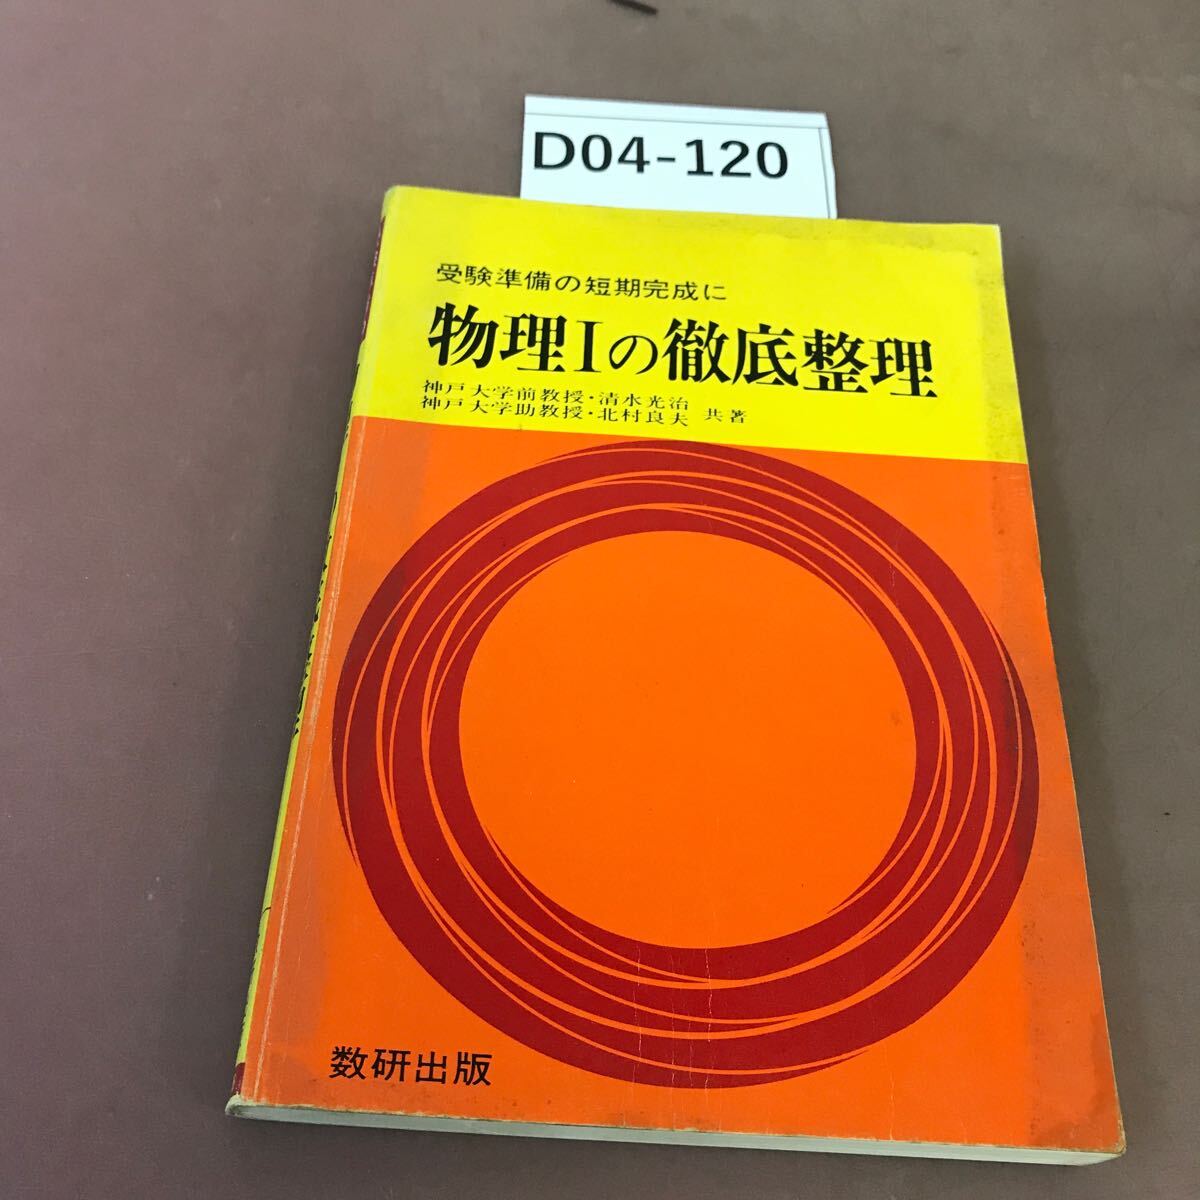 D04-120
受験準備の短期完成に
物理Iの徹底整理
神戸大学前教授・清水光治
神戸大学助教授・北村良夫 共著
数研出版